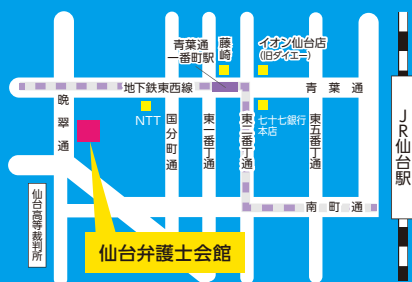 青葉通
一番町駅
藤崎
イオン仙台店
(旧ダイエー)
地下鉄東西線
青葉通
晩翠通
NTT
国分町通
東一番丁通
東二番丁通
七十七銀行
本店
東五番丁通
JR仙台駅
仙台高等裁判所
南町通
仙台弁護士会館